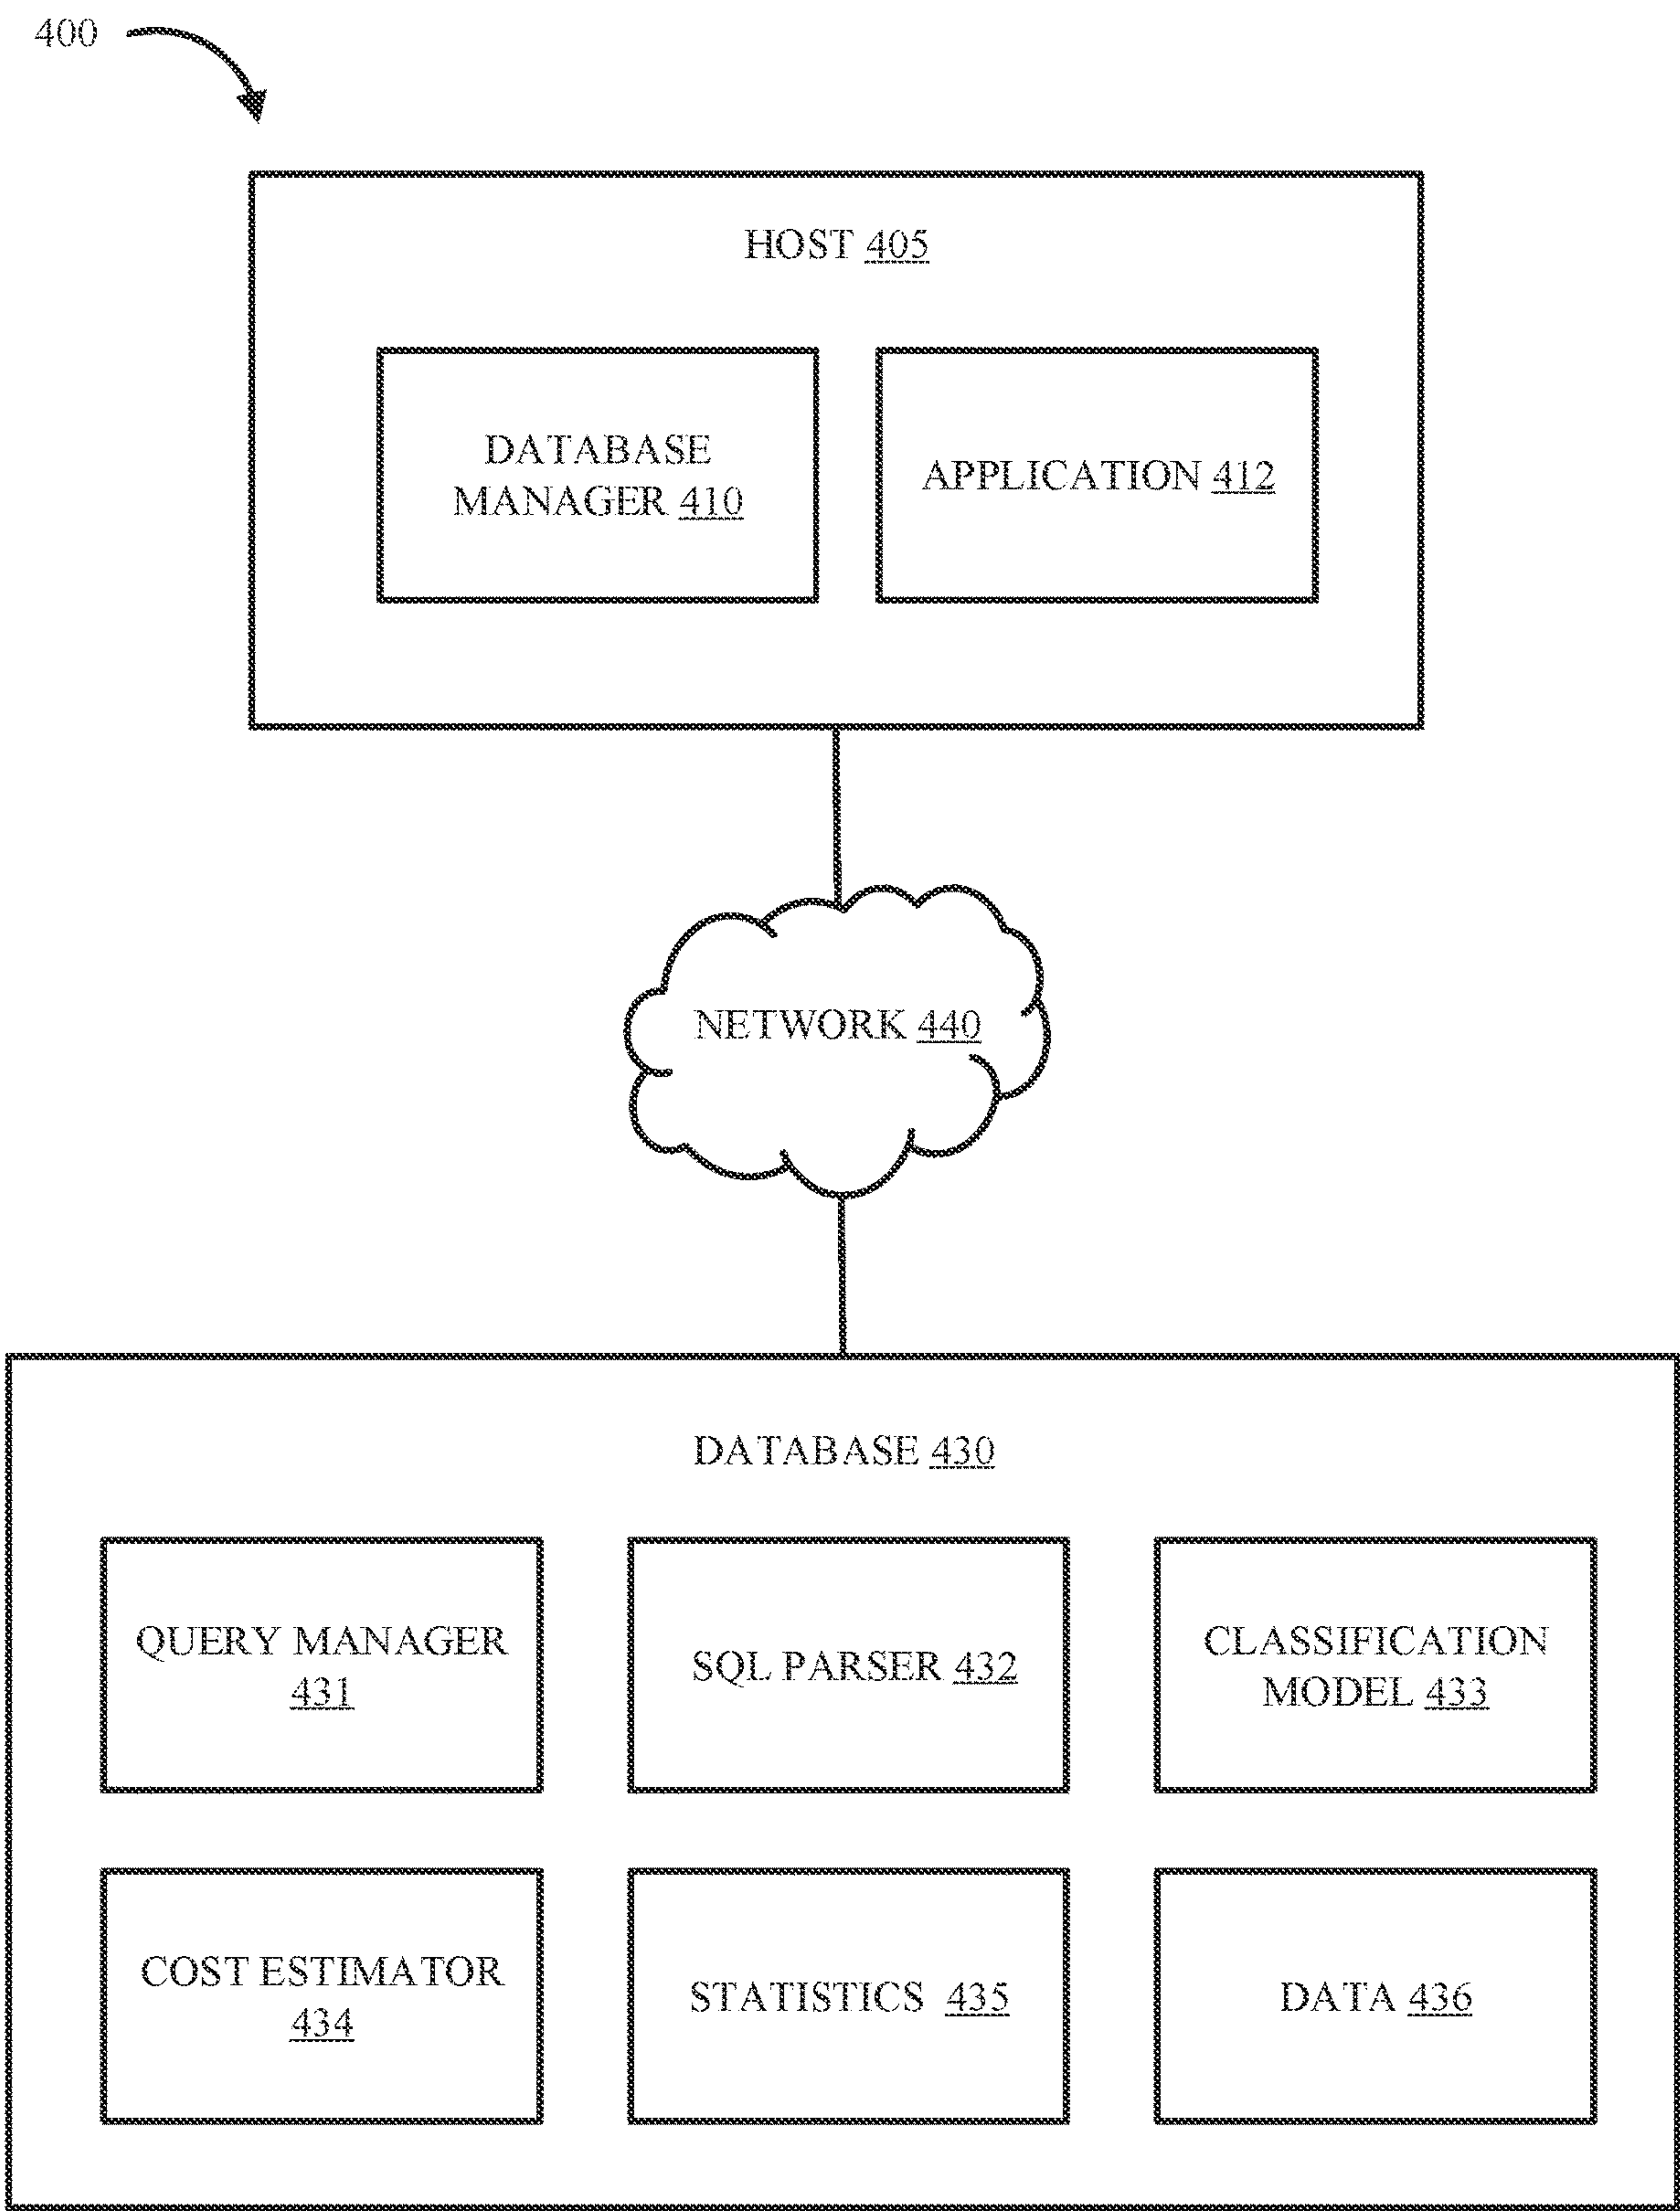 400
HOST 405
DATABASE
MANAGER 410
APPLICATION 412
NETWORK 440
DATABASE 430
QUERY MANAGER
431
SQL PARSER 432
CLASSIFICATION
MODEL 433
COST ESTIMATOR
434
STATISTICS 435
DATA 436